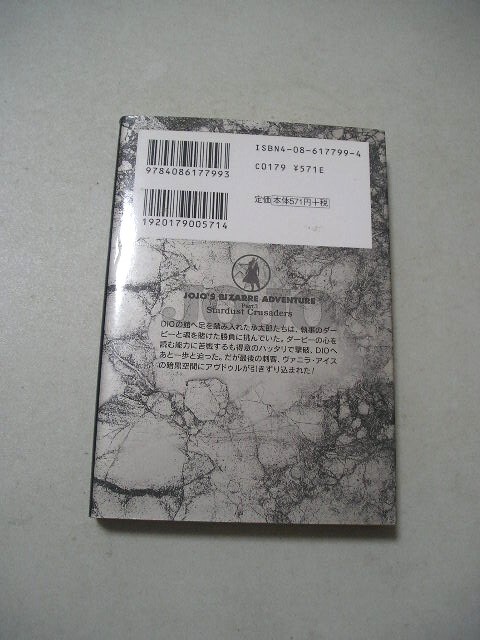 ISBN4-08-617799-4
9784086177993
C0179 ¥571E
定価 本体571円+税
1920179005714
JOJO
JOJO'S BIZARRE ADVENTURE
Part3
Stardust Crusaders
DIOの館へ足を踏み入れた承太郎たちは、執事のダー
ビーと魂を賭けた勝負に挑んでいた。ダービーの心を
読む能力に苦戦するも得意のハッタリで撃破、DIOへ
あと一歩と迫った。だが最後の刺客、ヴァニラ・アイス
の暗黒空間にアヴドゥルが引きずり込まれた!